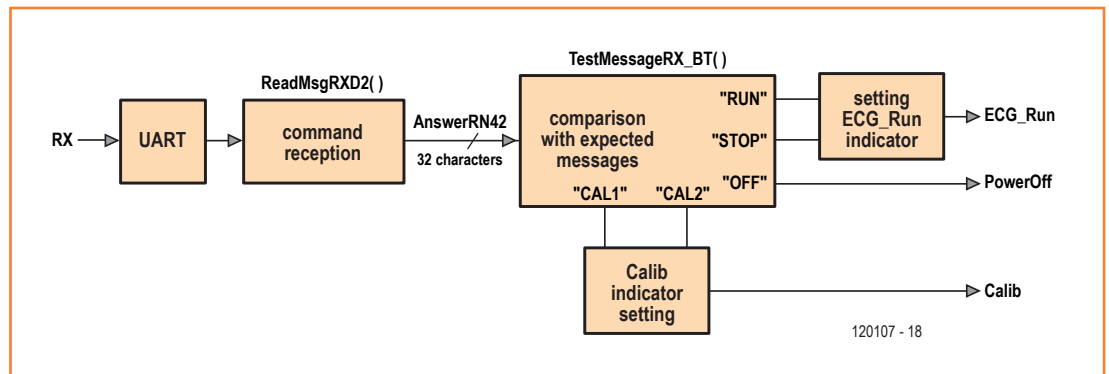 TestMessageRX_BT( )
ReadMsgRXD2( )
RX
UART
command
reception
AnswerRN42
32 characters
comparison
with expected
messages
"RUN"
"STOP"
"OFF"
"CAL1"
"CAL2"
setting
ECG_Run
indicator
ECG_Run
PowerOff
Calib
indicator
setting
Calib
120107 - 18